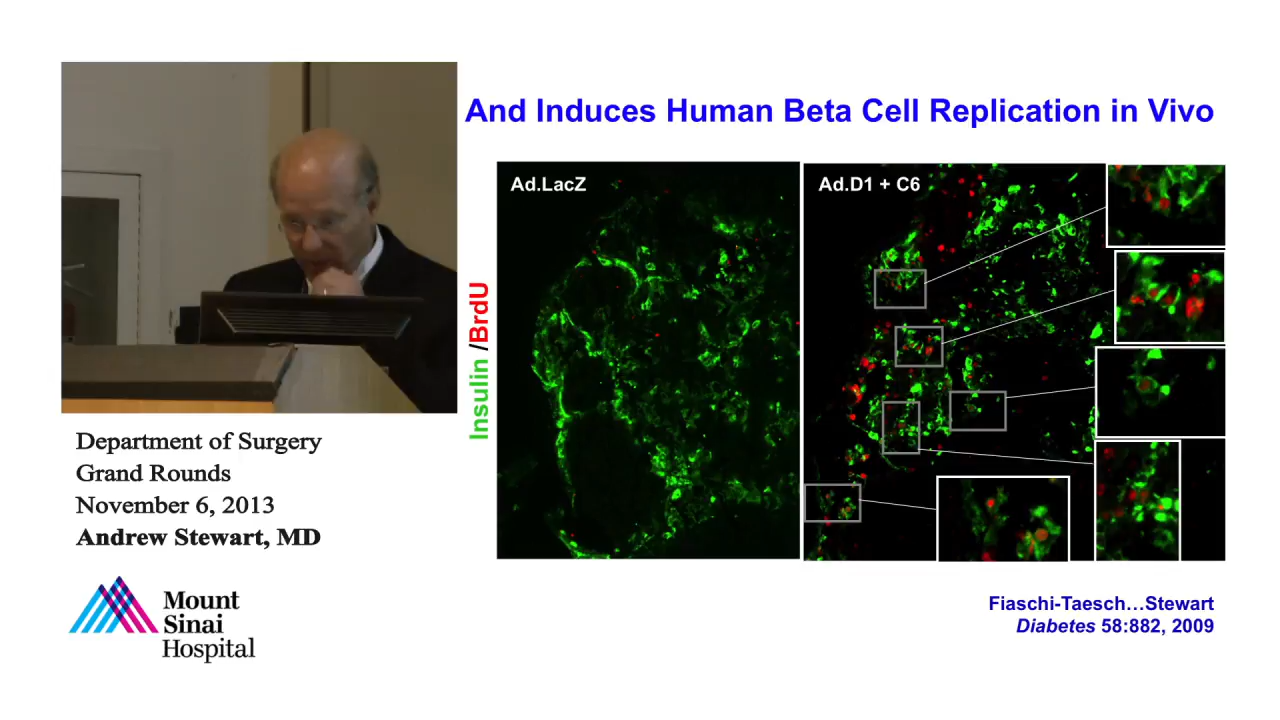 And Induces Human Beta Cell Replication in Vivo
Ad.LacZ
Ad.D1 + C6
Insulin /BrdU
Department of Surgery
Grand Rounds
November 6, 2013
Andrew Stewart, MD
Mount
Sinai
Hospital
Fiaschi-Taesch…Stewart
Diabetes 58:882, 2009